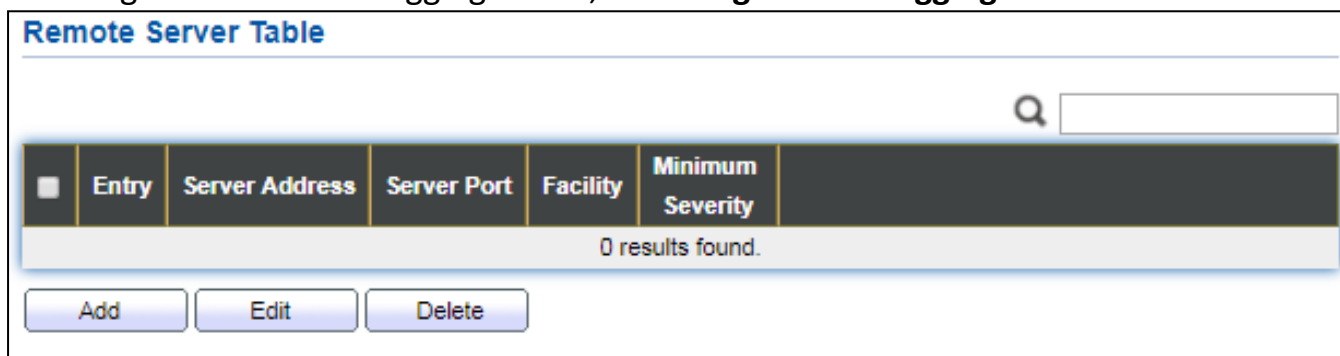 Remote Server Table
Entry Server Address Server Port Facility Minimum Severity
0 results found.
Add Edit Delete